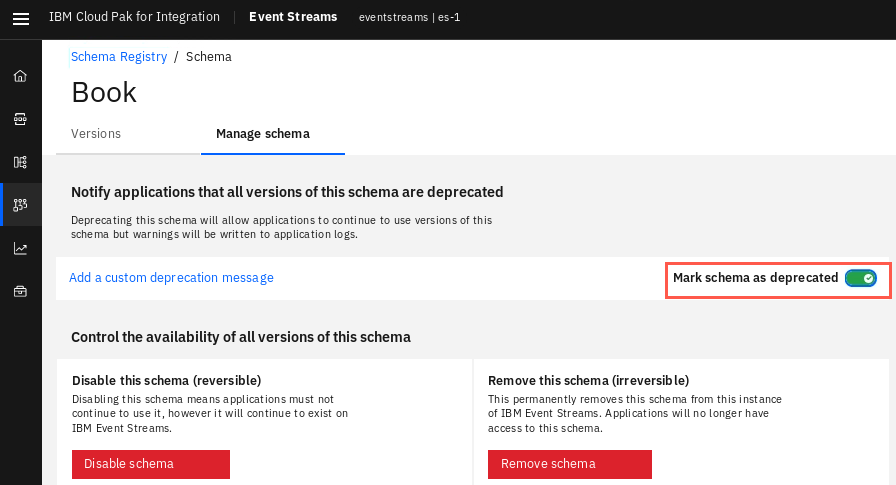 IBM Cloud Pak for Integration | Event Streams eventstreams | es-1
Schema Registry / Schema
Book
Versions Manage schema
Notify applications that all versions of this schema are deprecated
Deprecating this schema will allow applications to continue to use versions of this
schema but warnings will be written to application logs.
Add a custom deprecation message Mark schema as deprecated
Control the availability of all versions of this schema
Disable this schema (reversible)
Disabling this schema means applications must not
continue to use it, however it will continue to exist on
IBM Event Streams.
Disable schema
Remove this schema (irreversible)
This permanently removes this schema from this instance
of IBM Event Streams. Applications will no longer have
access to this schema.
Remove schema